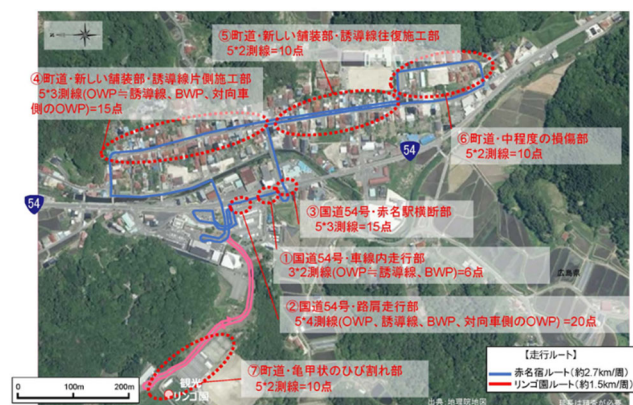 ⑤町道・新しい舗装部・誘導線往復施工部
5*2測線=10点
④町道・新しい舗装部・誘導線片側施工部
5*3測線(OWP≒誘導線、BWP、対向車
側のOWP)=15点
⑥町道・中程度の損傷部
5*2測線=10点
54
54
③国道54号・赤名駅横断部
5*3測線=15点
①国道54号・車線内走行部
3*2測線(OWP≒誘導線、BWP)=6点
広島県
②国道54号・路肩走行部
5*4測線(OWP、誘導線、BWP、対向車側のOWP) =20点
⑦町道・亀甲状のひび割れ部
5*2測線=10点
観光
リンゴ園
【走行ルート】
赤名宿ルート(約2.7km/周)
リンゴ園ルート(約1.5km/周)
0 100m 200m
出典:地理院地図